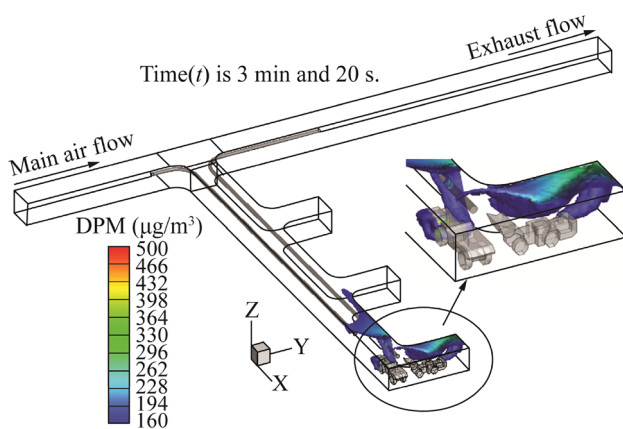 Exhaust flow
Time(t) is 3 min and 20 s.
Main air flow
DPM (μg/m³)
500
466
432
398
364
330
296
262
228
194
160
Z
Y
X